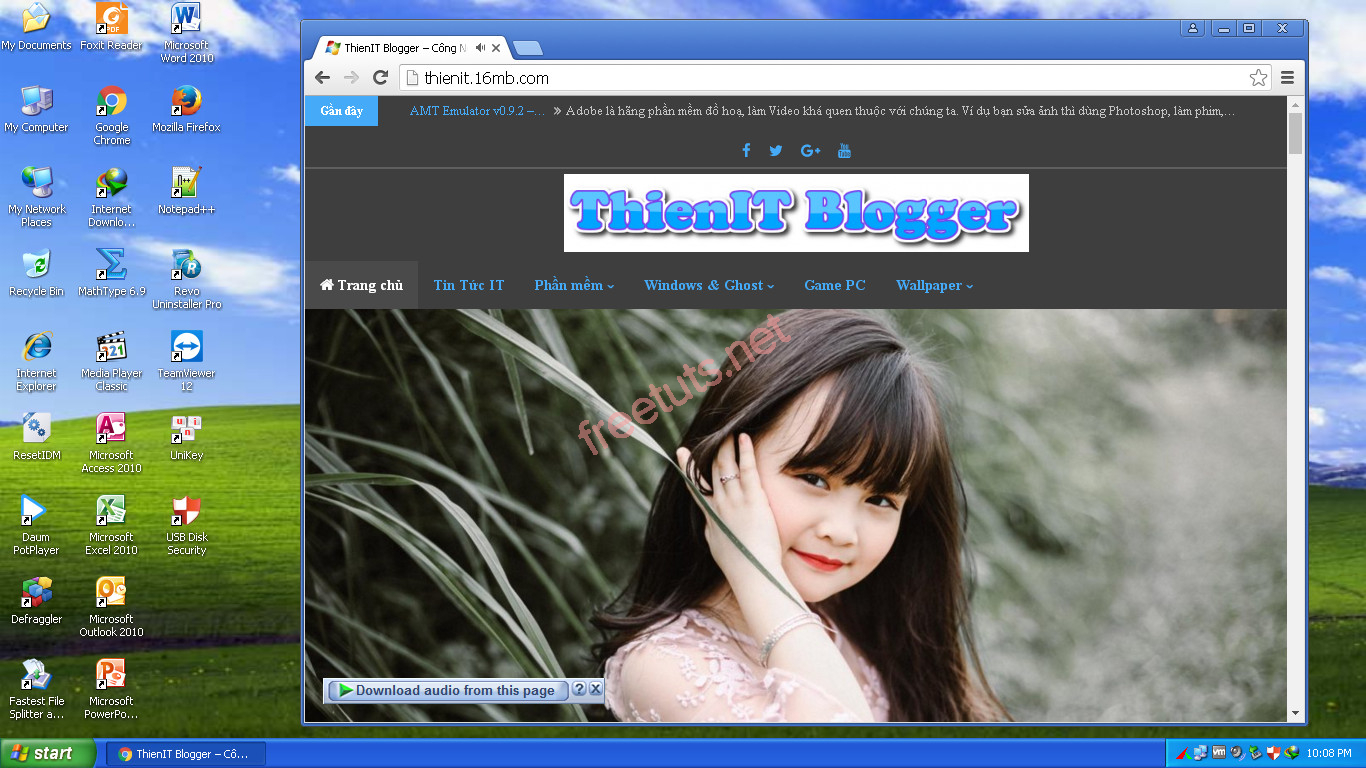 My Documents
Foxit Reader
Microsoft
Word 2010
My Computer
Google
Chrome
Mozilla Firefox
My Network
Places
Internet
Downlo...
Notepad++
Recycle Bin
MathType 6.9
Revo
Uninstaller Pro
Internet
Explorer
Media Player
Classic
TeamViewer
12
ResetIDM
Microsoft
Access 2010
UniKey
Daum
PotPlayer
Microsoft
Excel 2010
USB Disk
Security
Defraggler
Microsoft
Outlook 2010
Fastest File
Splitter a...
Microsoft
PowerPo...
ThienIT Blogger – Công N
thienit.16mb.com
Gần đây
AMT Emulator v0.9.2 –... » Adobe là hãng phần mềm đồ hoạ, làm Video khá quen thuộc với chúng ta. Ví dụ bạn sửa ảnh thì dùng Photoshop, làm phim,...
ThienIT Blogger
Trang chủ Tin Tức IT Phần mềm Windows & Ghost Game PC Wallpaper
freetuts.net
Download audio from this page ? X
start
ThienIT Blogger – Cô...
10:08 PM